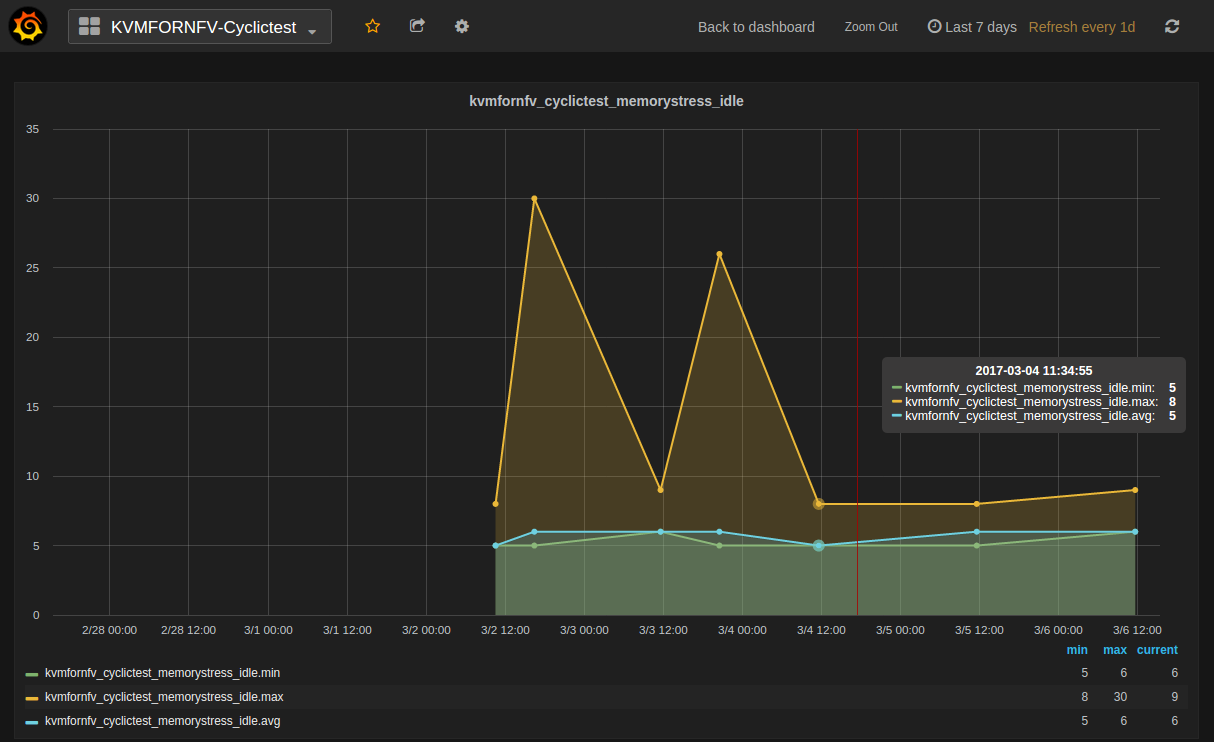 KVMFORNFV-Cyclictest Back to dashboard Zoom Out Last 7 days Refresh every 1d
kvmfornfv_cyclictest_memorystress_idle
35
30
25
20
15
10
5
0
2017-03-04 11:34:55
kvmfornfv_cyclictest_memorystress_idle.min: 5
kvmfornfv_cyclictest_memorystress_idle.max: 8
kvmfornfv_cyclictest_memorystress_idle.avg: 5
2/28 00:00 2/28 12:00 3/1 00:00 3/1 12:00 3/2 00:00 3/2 12:00 3/3 00:00 3/3 12:00 3/4 00:00 3/4 12:00 3/5 00:00 3/5 12:00 3/6 00:00 3/6 12:00
min max current
kvmfornfv_cyclictest_memorystress_idle.min 5 6 6
kvmfornfv_cyclictest_memorystress_idle.max 8 30 9
kvmfornfv_cyclictest_memorystress_idle.avg 5 6 6